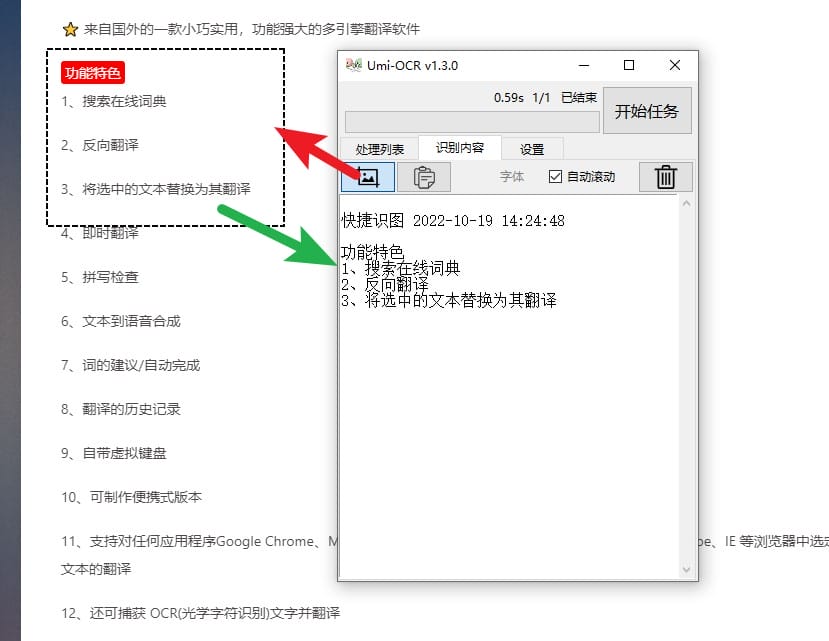 来自国外的一款小巧实用，功能强大的多引擎翻译软件
功能特色
1、搜索在线词典
2、反向翻译
3、将选中的文本替换为其翻译
4、即时翻译
5、拼写检查
6、文本到语音合成
7、词的建议/自动完成
8、翻译的历史记录
9、自带虚拟键盘
10、可制作便携式版本
11、支持对任何应用程序Google Chrome、
、IE 等浏览器中选
文本的翻译
12、还可捕获 OCR(光学字符识别)文字并翻译
Umi-OCR v1.3.0
0.59s 1/1 已结束
开始任务
处理列表 识别内容 设置
字体 自动滚动
快捷识图 2022-10-19 14:24:48
功能特色
1、搜索在线词典
2、反向翻译
3、将选中的文本替换为其翻译